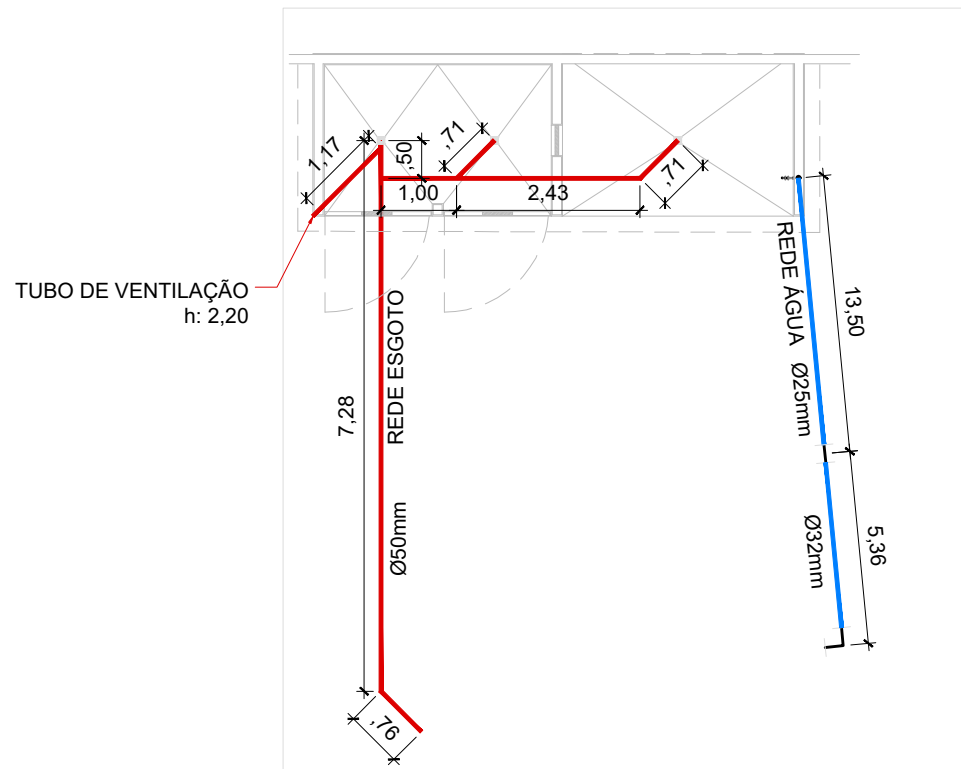 1,17
,50
,71
1,00
2,43
,71
TUBO DE VENTILAÇÃO
h: 2,20
REDE ESGOTO
7,28
Ø50mm
,76
REDE ÁGUA
Ø25mm
13,50
Ø32mm
5,36